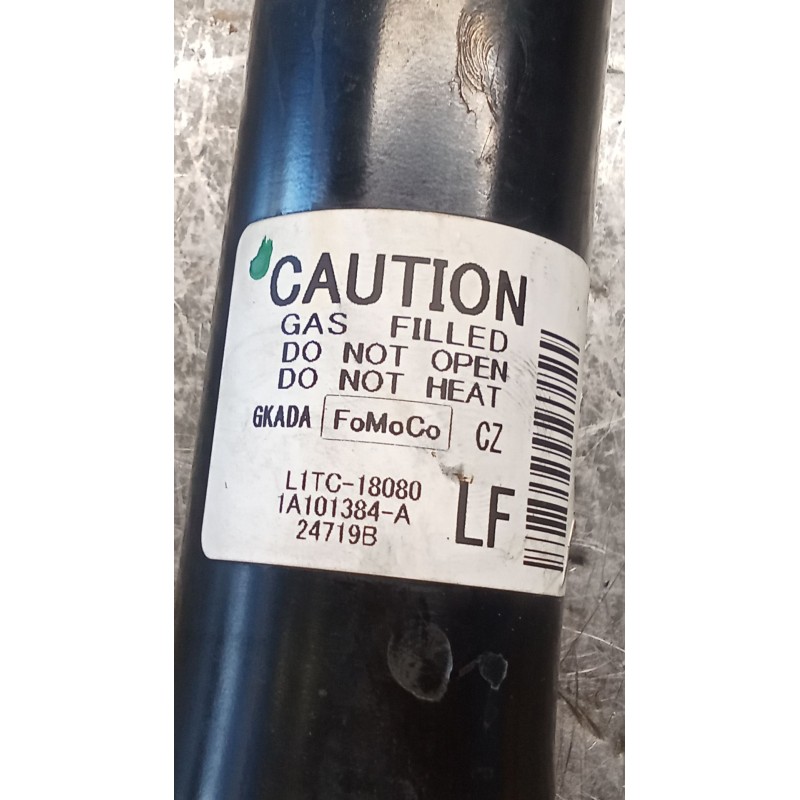 CAUTION
GAS FILLED
DO NOT OPEN
DO NOT HEAT
GKADA FoMoCo CZ
L1TC-18080
1A101384-A
24719B
LF